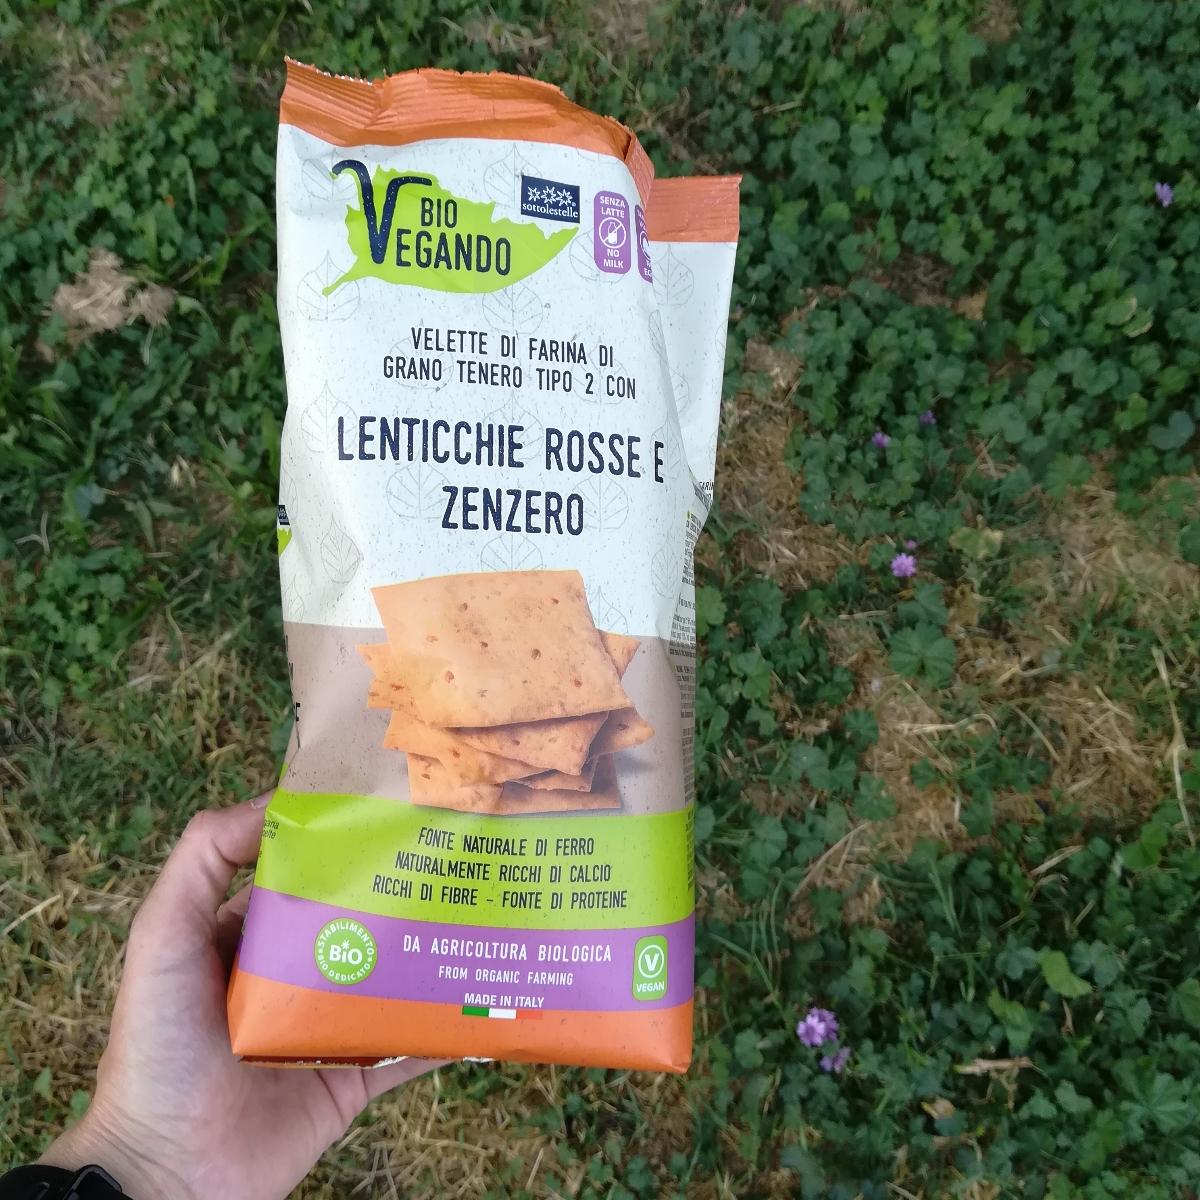 V BIO
VEGANDO
sottolestelle
SENZA
LATTE
NO
MILK
VELETTE DI FARINA DI
GRANO TENERO TIPO 2 CON
LENTICCHIE ROSSE E
ZENZERO
FONTE NATURALE DI FERRO
NATURALMENTE RICCHI DI CALCIO
RICCHI DI FIBRE - FONTE DI PROTEINE
STABILIMENTO
BiO
BIO DEDICATO
DA AGRICOLTURA BIOLOGICA
FROM ORGANIC FARMING
MADE IN ITALY
V
VEGAN